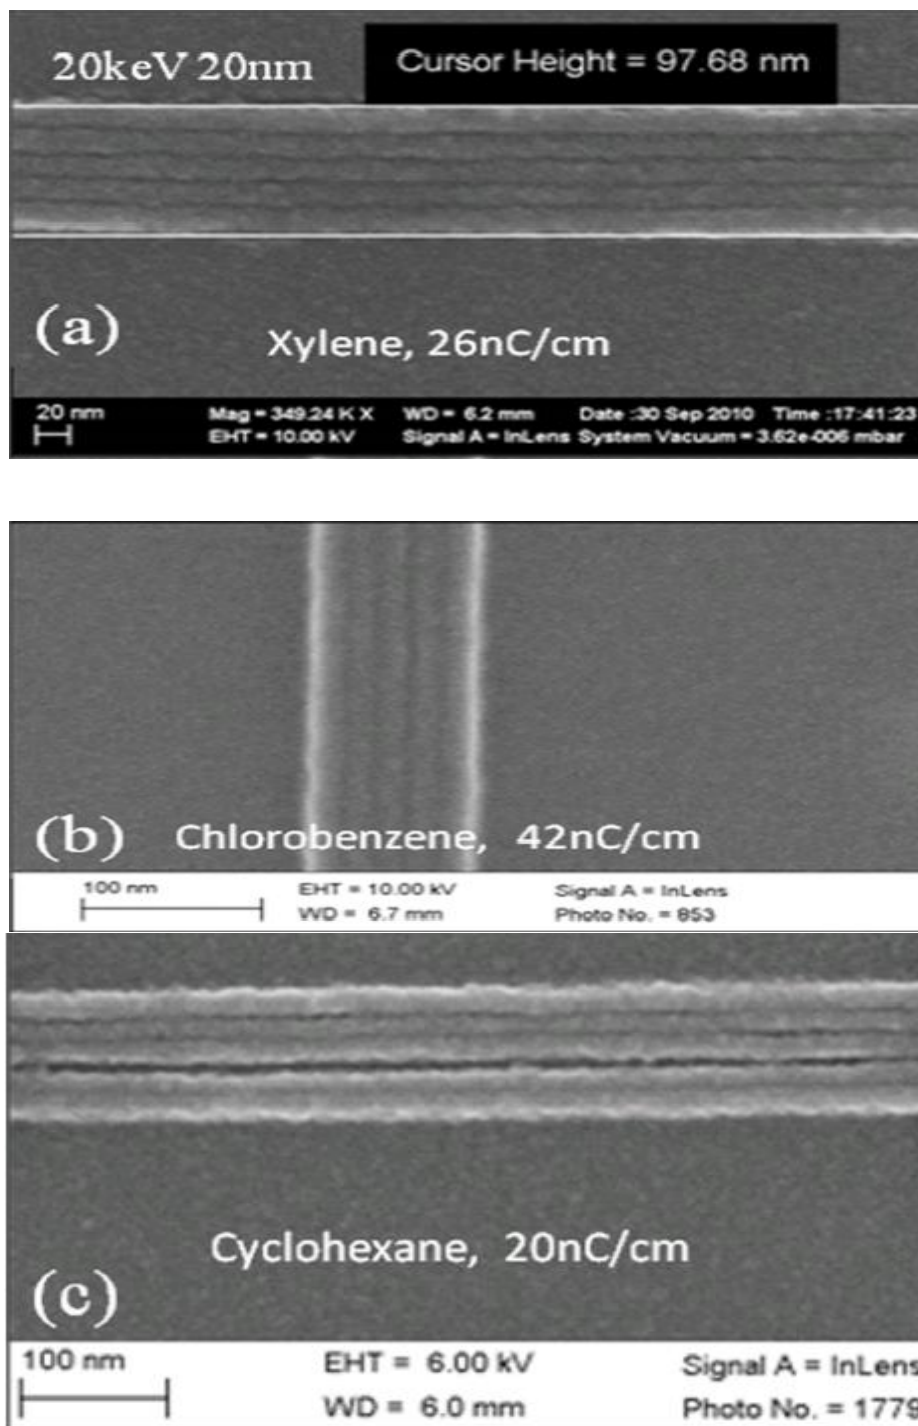 20keV 20nm
Cursor Height = 97.68 nm
(a)
Xylene, 26nC/cm
20 nm
Mag = 349.24 K X WD = 6.2 mm Date :30 Sep 2010 Time :17:41:23
EHT = 10.00 kV Signal A = InLens System Vacuum = 3.62e-006 mbar
(b) Chlorobenzene, 42nC/cm
100 nm EHT = 10.00 kV Signal A = InLens
WD = 6.7 mm Photo No. = 853
Cyclohexane, 20nC/cm
(c)
100 nm EHT = 6.00 kV Signal A = InLens
WD = 6.0 mm Photo No. = 1779